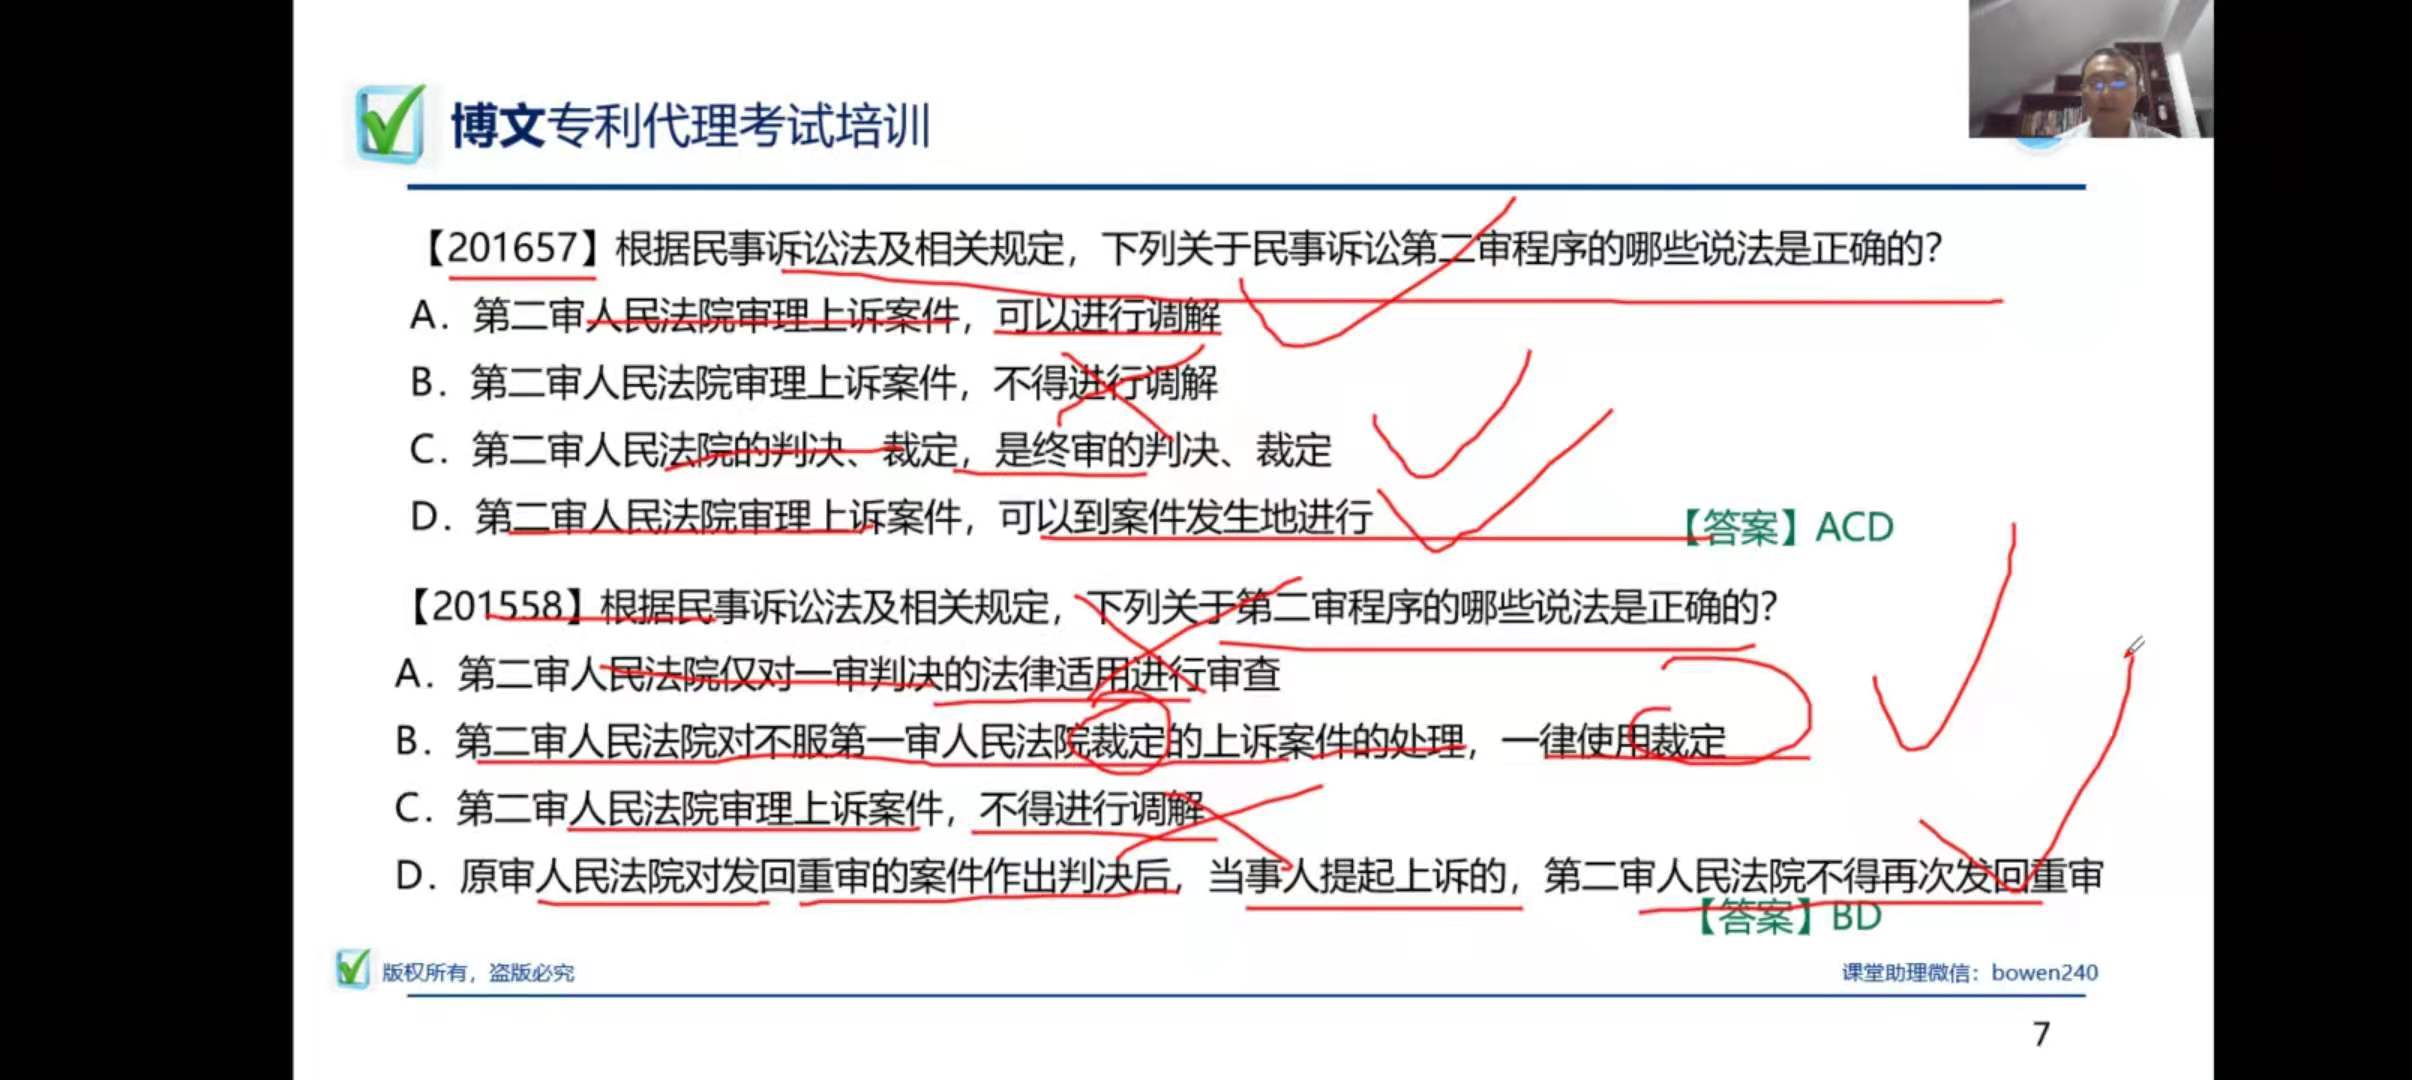 博文专利代理考试培训
【201657】根据民事诉讼法及相关规定，下列关于民事诉讼第二审程序的哪些说法是正确的?
A. 第二审人民法院审理上诉案件，可以进行调解
B. 第二审人民法院审理上诉案件，不得进行调解
C. 第二审人民法院的判决、裁定，是终审的判决、裁定
D. 第二审人民法院审理上诉案件，可以到案件发生地进行
【答案】ACD
【201558】根据民事诉讼法及相关规定，下列关于第二审程序的哪些说法是正确的?
A. 第二审人民法院仅对一审判决的法律适用进行审查
B. 第二审人民法院对不服第一审人民法院裁定的上诉案件的处理，一律使用裁定
C. 第二审人民法院审理上诉案件，不得进行调解
D. 原审人民法院对发回重审的案件作出判决后，当事人提起上诉的，第二审人民法院不得再次发回重审
【答案】BD
版权所有，盗版必究
课堂助理微信：bowen240
7